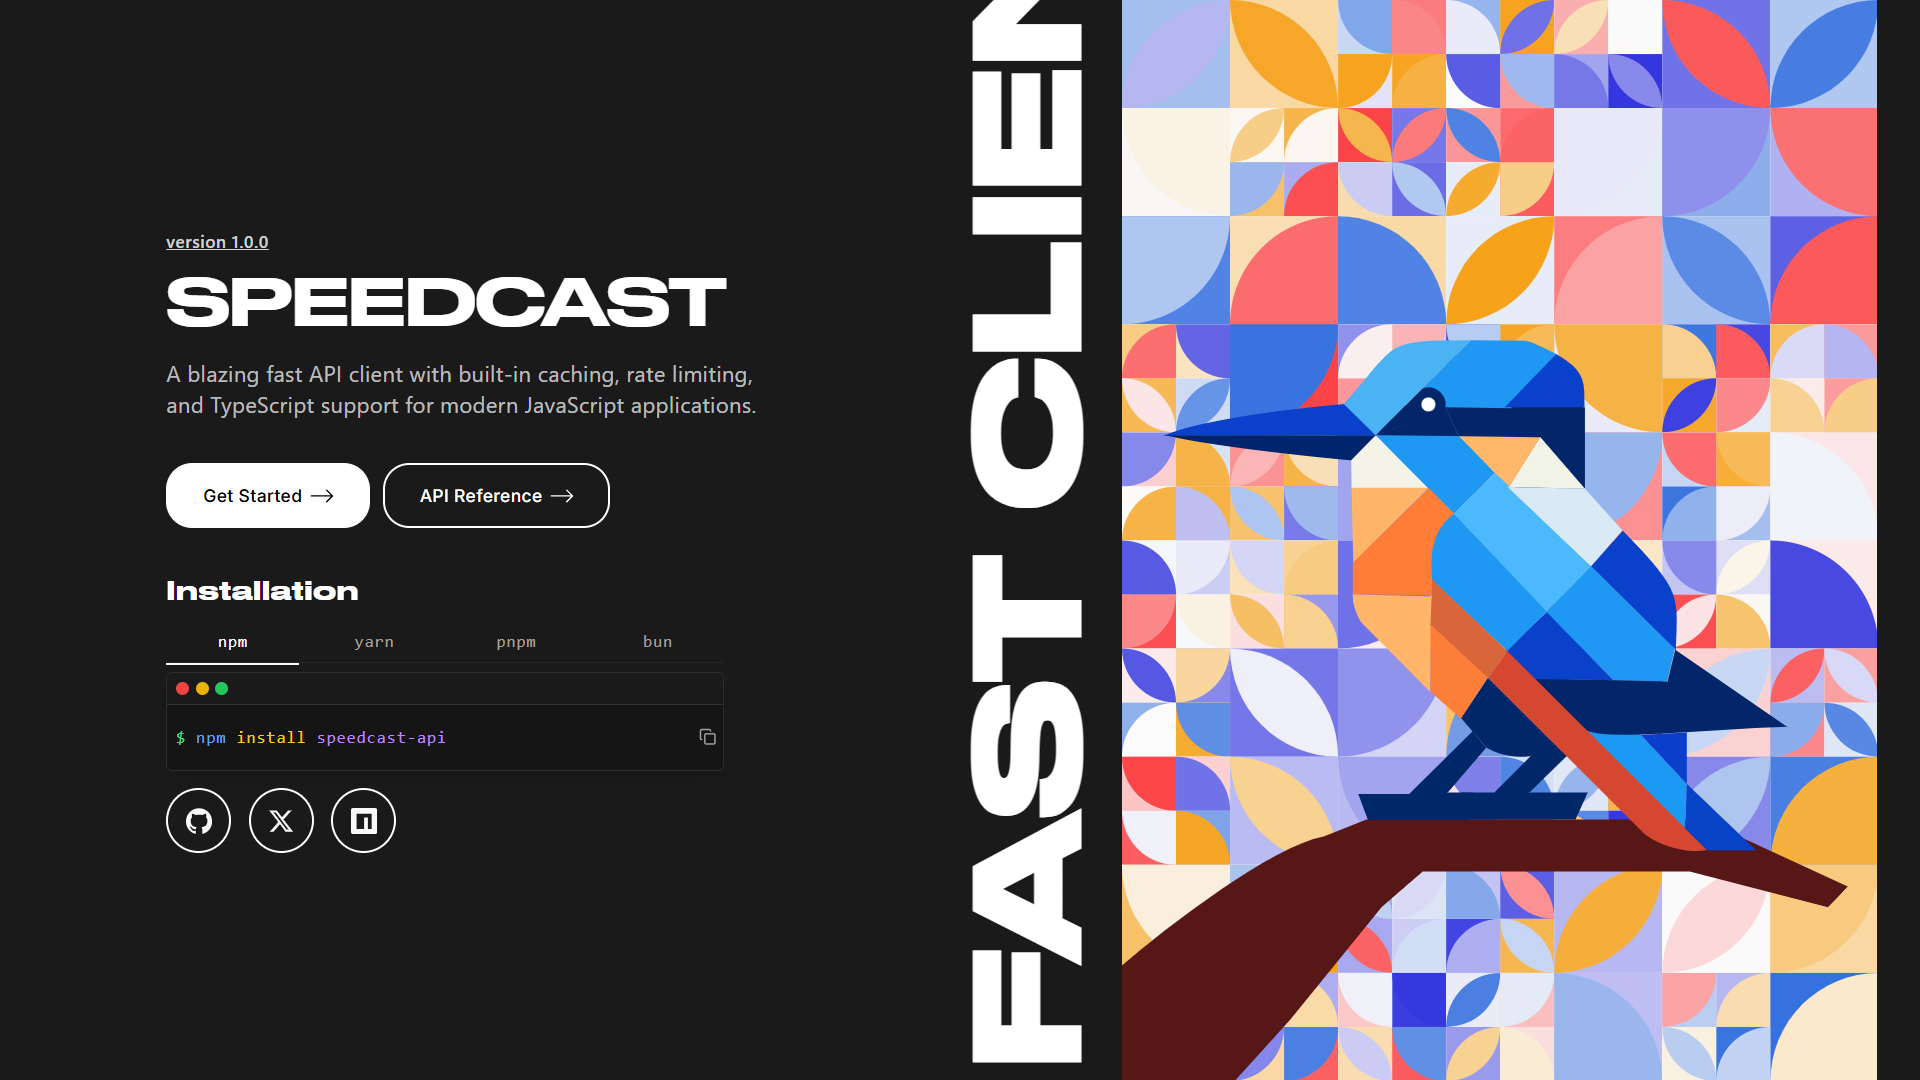 version 1.0.0
SPEEDCAST
A blazing fast API client with built-in caching, rate limiting,
and TypeScript support for modern JavaScript applications.
Get Started →
API Reference →
Installation
npm yarn pnpm bun
$ npm install speedcast-api
FAST CLIEN